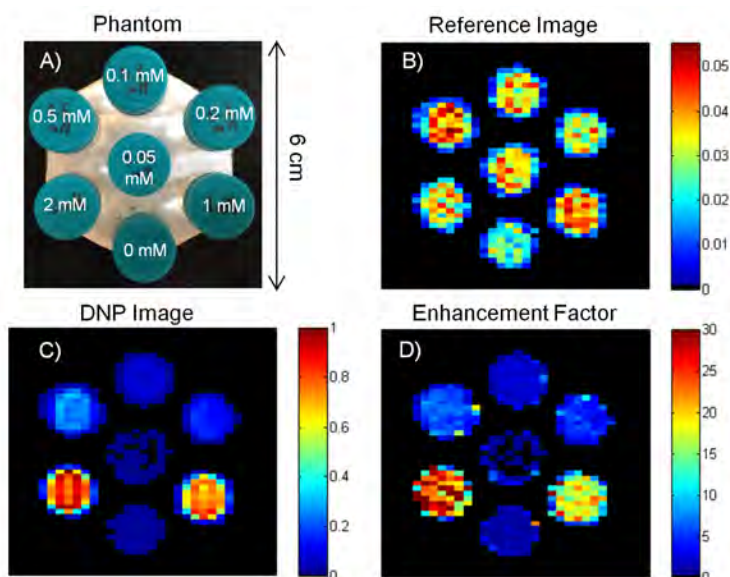 Phantom
A)
0.1 mM
0.5 mM
0.2 mM
0.05
mM
2 mM
1 mM
0 mM
6 cm
Reference Image
B)
0.05
0.04
0.03
0.02
0.01
0
DNP Image
C)
1
0.8
0.6
0.4
0.2
0
Enhancement Factor
D)
30
25
20
15
10
5
0